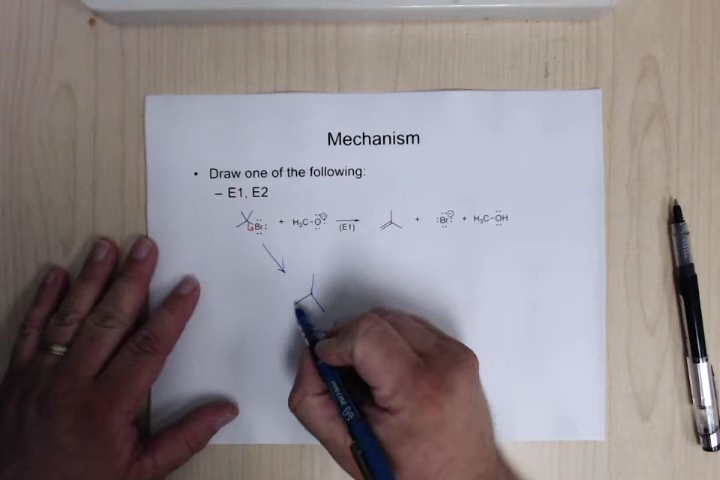 Mechanism
• Draw one of the following:
– E1, E2
Br: + H₃C-O:⊖ (E1) + :Br:⊖ + H₃C-OH